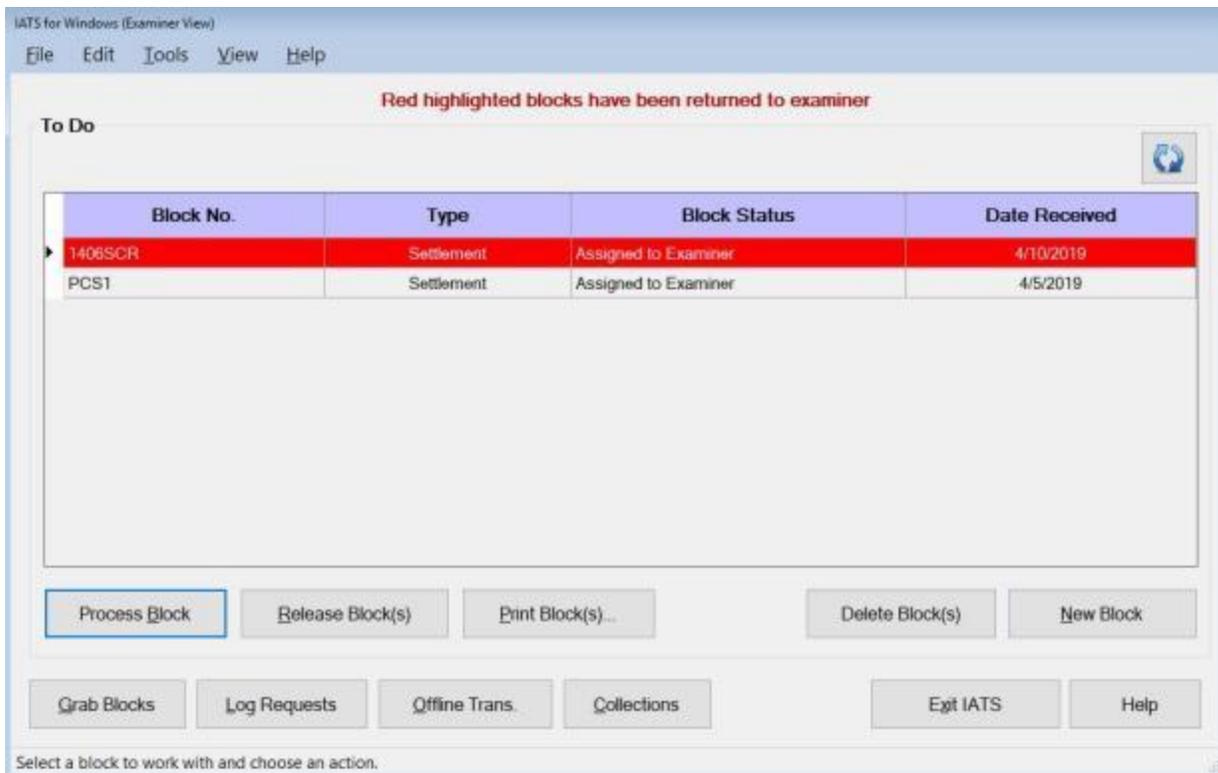 IATS for Windows (Examiner View)
File Edit Tools View Help
Red highlighted blocks have been returned to examiner
To Do
Block No. Type Block Status Date Received
1406SCR Settlement Assigned to Examiner 4/10/2019
PCS1 Settlement Assigned to Examiner 4/5/2019
Process Block Release Block(s) Print Block(s)... Delete Block(s) New Block
Grab Blocks Log Requests Offline Trans. Collections Exit IATS Help
Select a block to work with and choose an action.